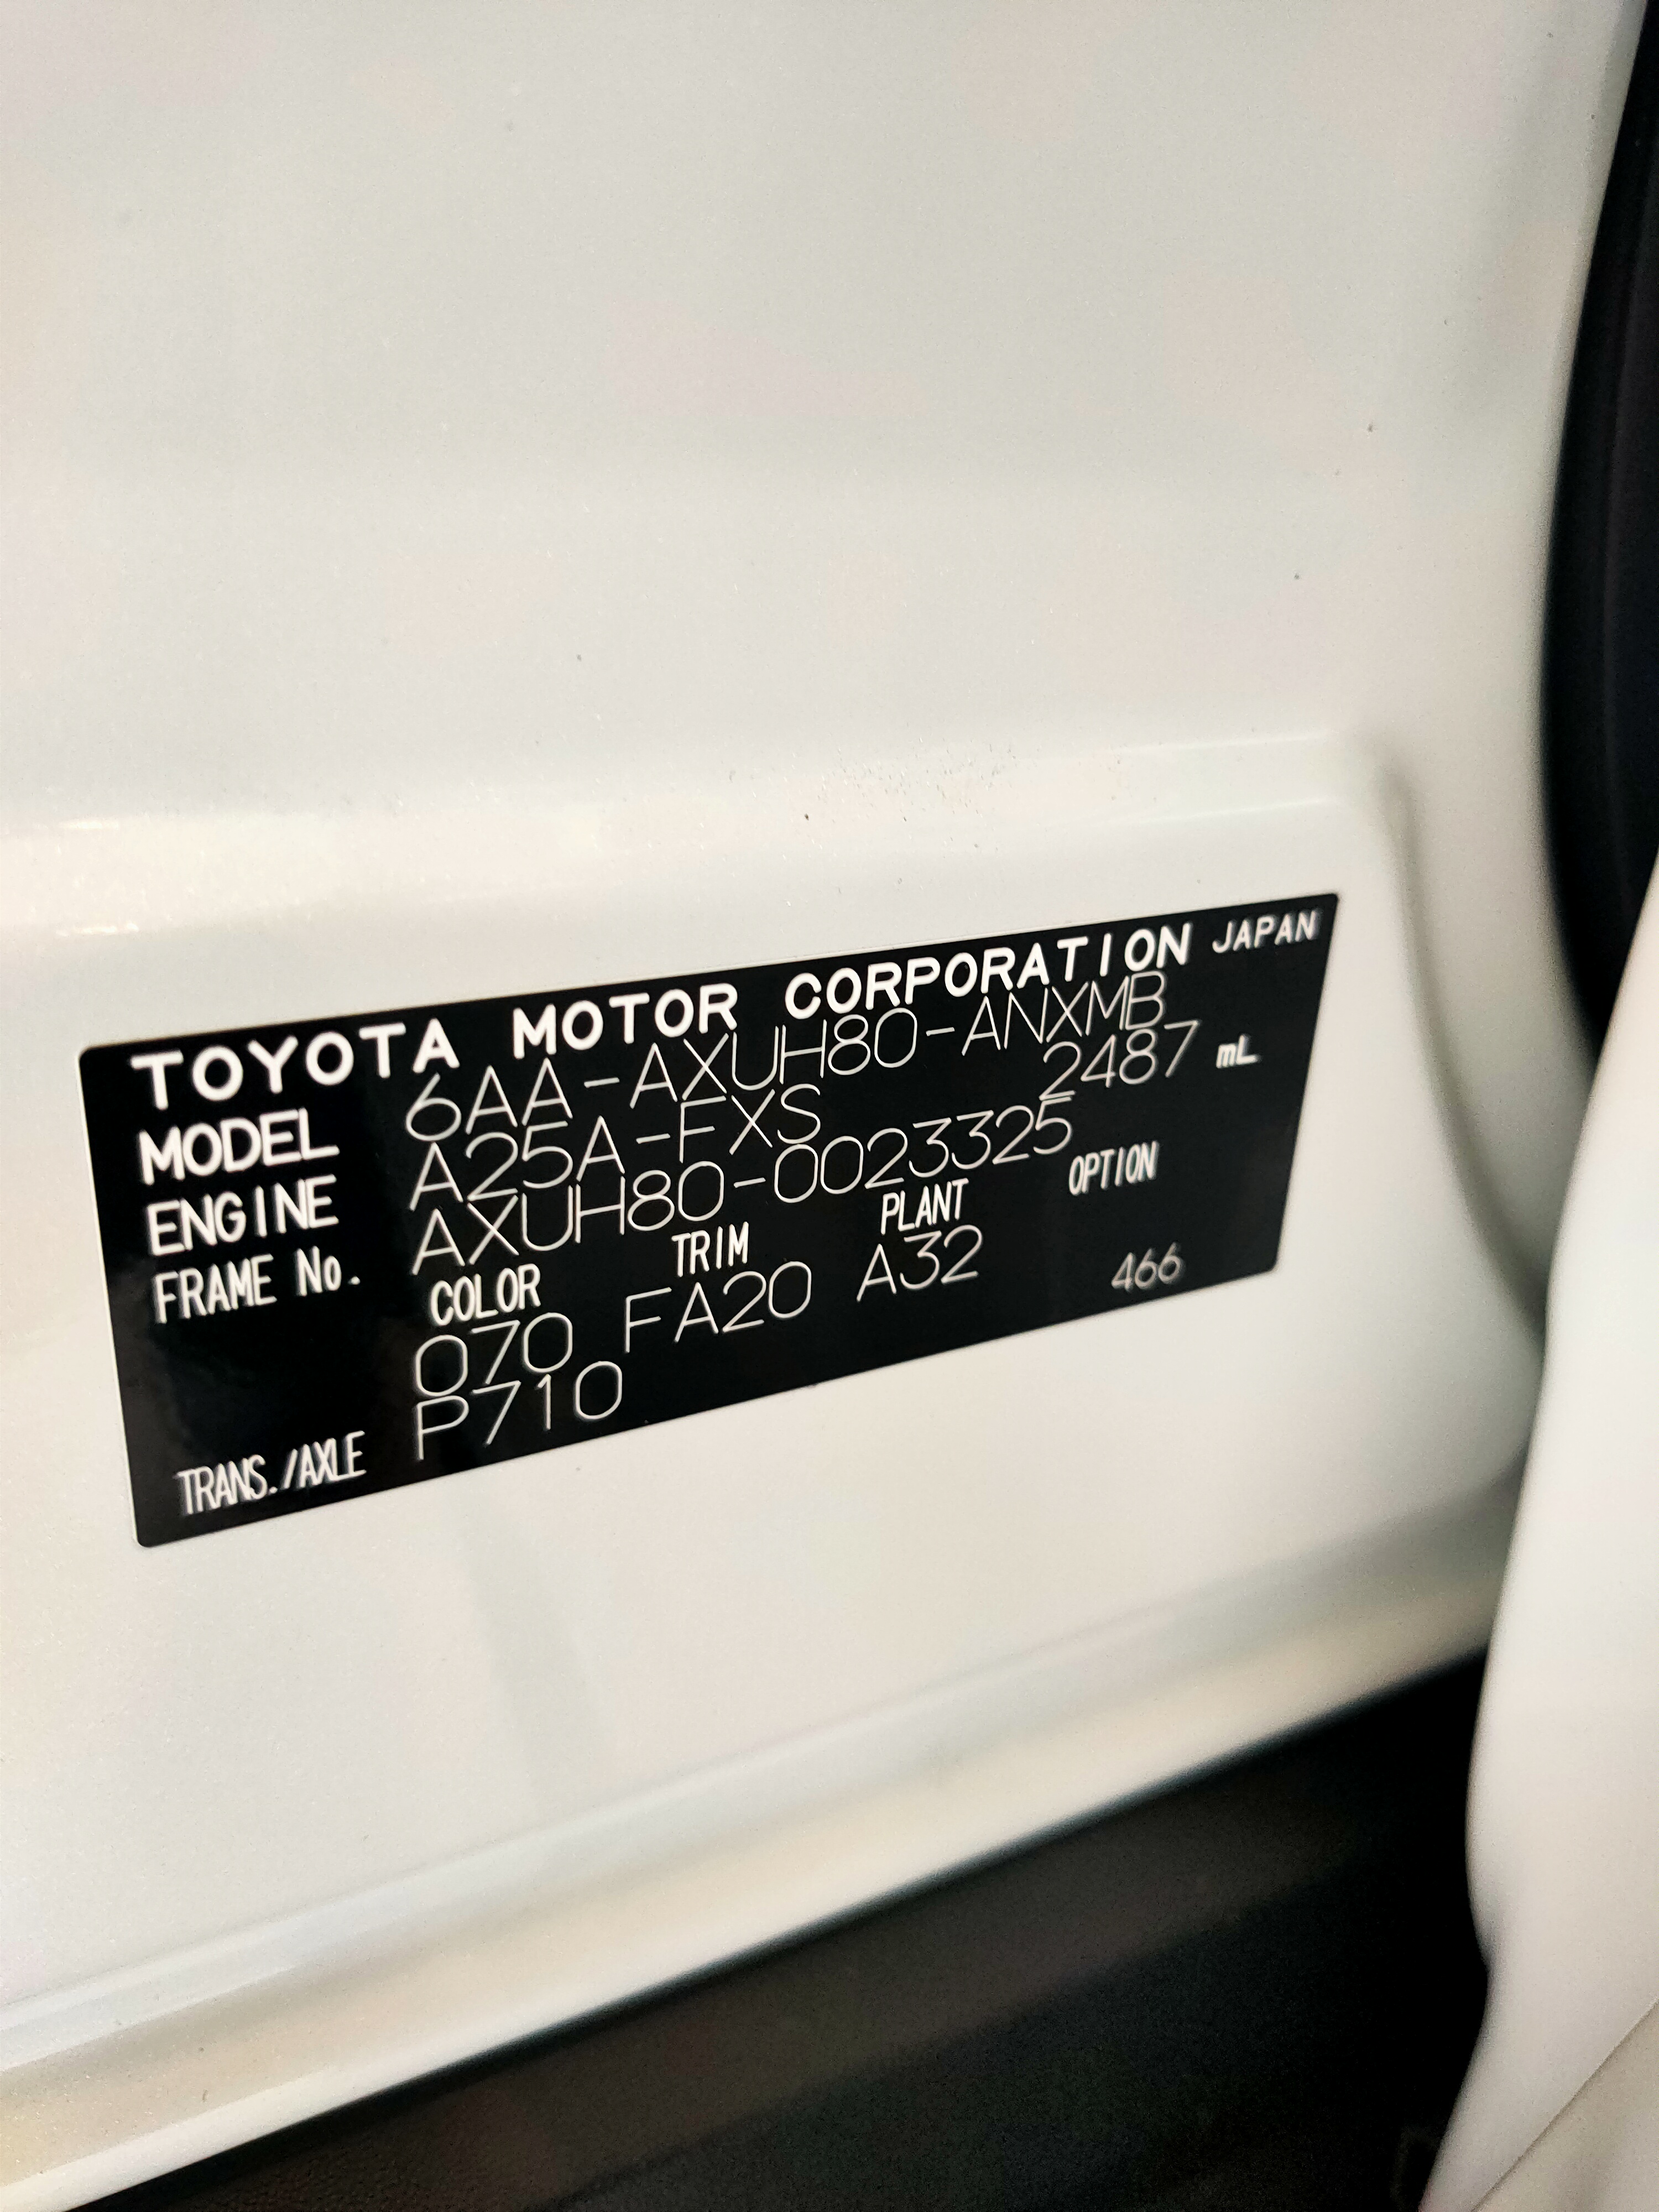 TOYOTA MOTOR CORPORATION JAPAN
MODEL 6AA-AXUH80-ANXMB
ENGINE A25A-FXS 2487 mL
FRAME No. AXUH80-0023325
COLOR TRIM PLANT OPTION
070 FA20 A32 466
TRANS./AXLE P710